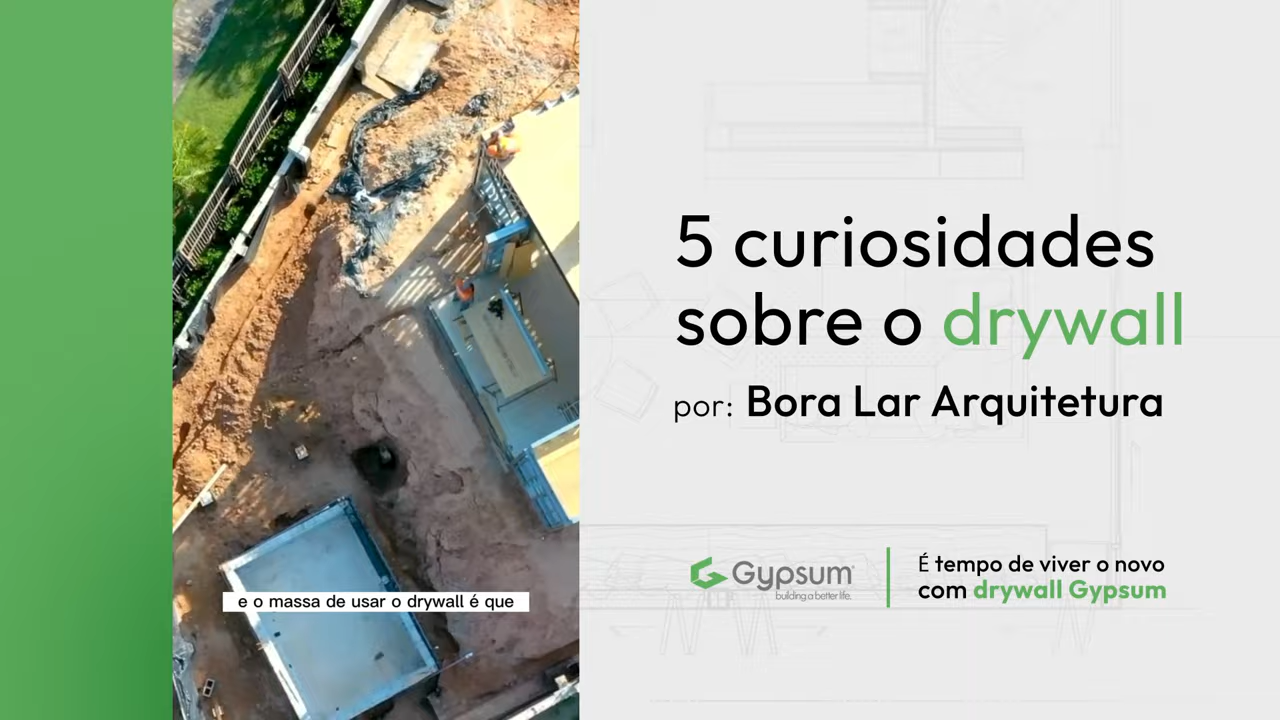 5 curiosidades
sobre o drywall
por: Bora Lar Arquitetura
e o massa de usar o drywall é que
Gypsum®
building a better life.
É tempo de viver o novo
com drywall Gypsum